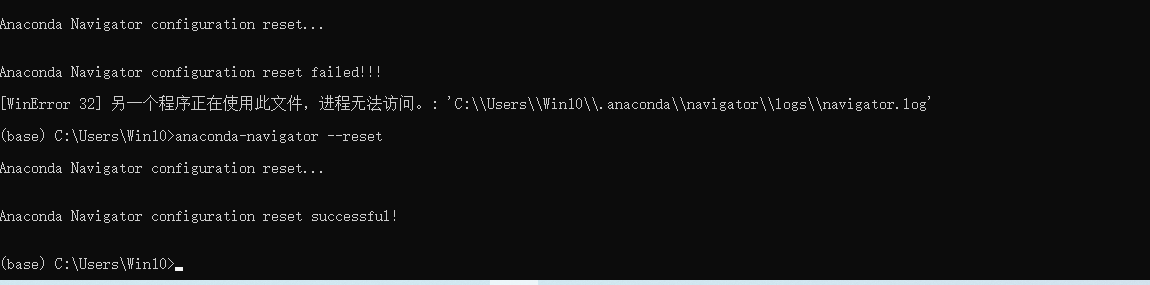 Anaconda Navigator configuration reset...
Anaconda Navigator configuration reset failed!!!
[WinError 32] 另一个程序正在使用此文件，进程无法访问。: 'C:\\Users\\Win10\\.anaconda\\navigator\\logs\\navigator.log'
(base) C:\Users\Win10>anaconda-navigator --reset
Anaconda Navigator configuration reset...
Anaconda Navigator configuration reset successful!
(base) C:\Users\Win10>